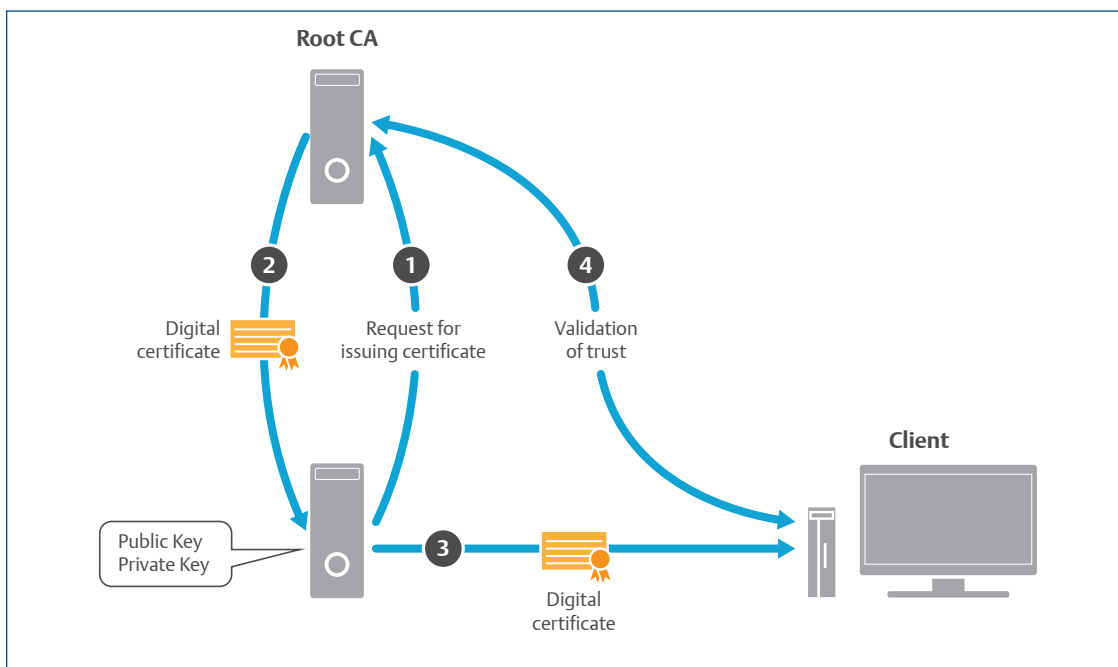 Root CA
2
1
4
Digital
certificate
Request for
issuing certificate
Validation
of trust
Client
Public Key
Private Key
3
Digital
certificate